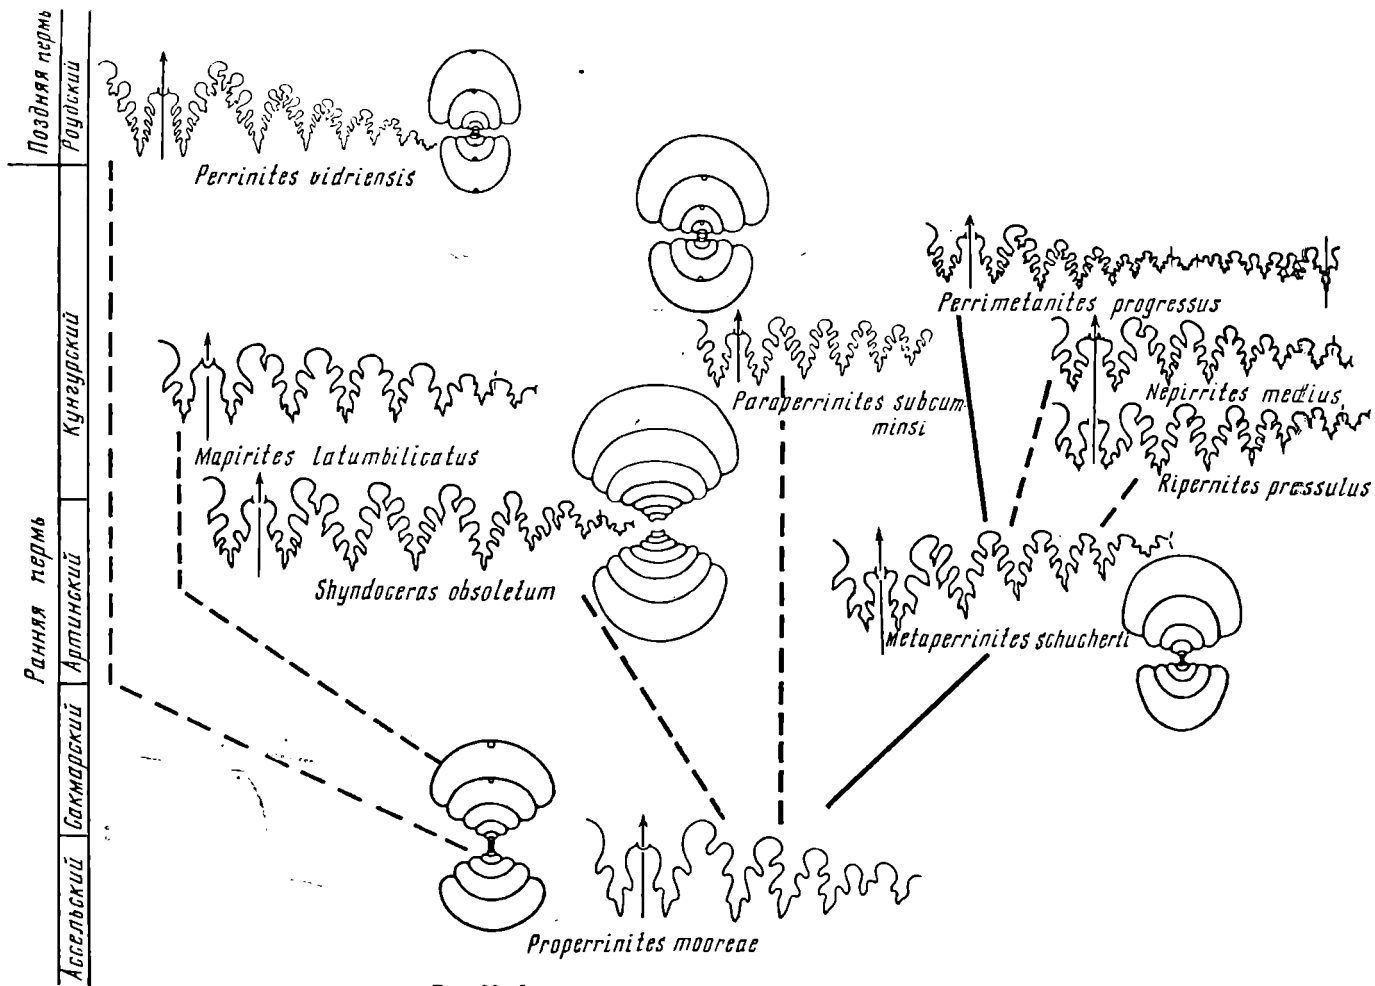 Поздняя пермь
Роудский
Perrinites vidriensis
Perrimetanites progressus
Кунгурский
Paraperrinites subcum-
minsi
Nepirrites medius
Mapirites latumbilicatus
Ripernites pressulus
Ранняя пермь
Артинский
Shyndoceras obsoletum
Metaperrinites schucherti
Сакмарский
Ассельский
Properrinites mooreae